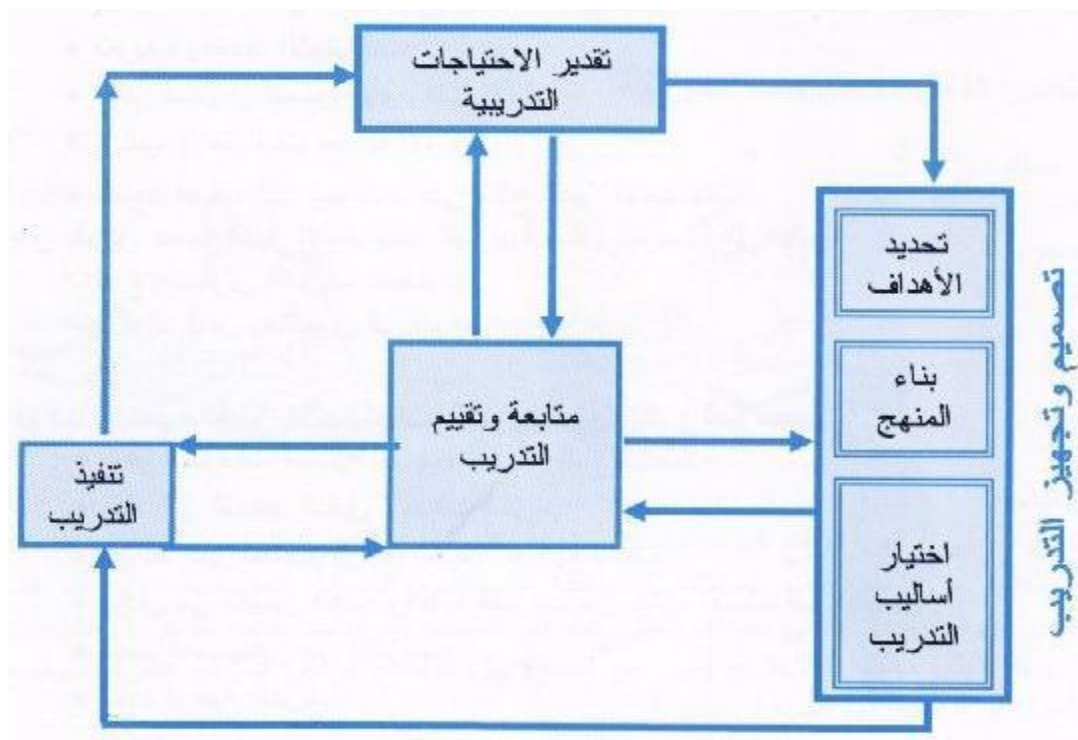 تقدير الاحتياجات
التدريبية
تحديد
الأهداف
بناء
المنهج
اختيار
أساليب
التدريب
تصميم وتجهيز التدريب
متابعة وتقييم
التدريب
تنفيذ
التدريب